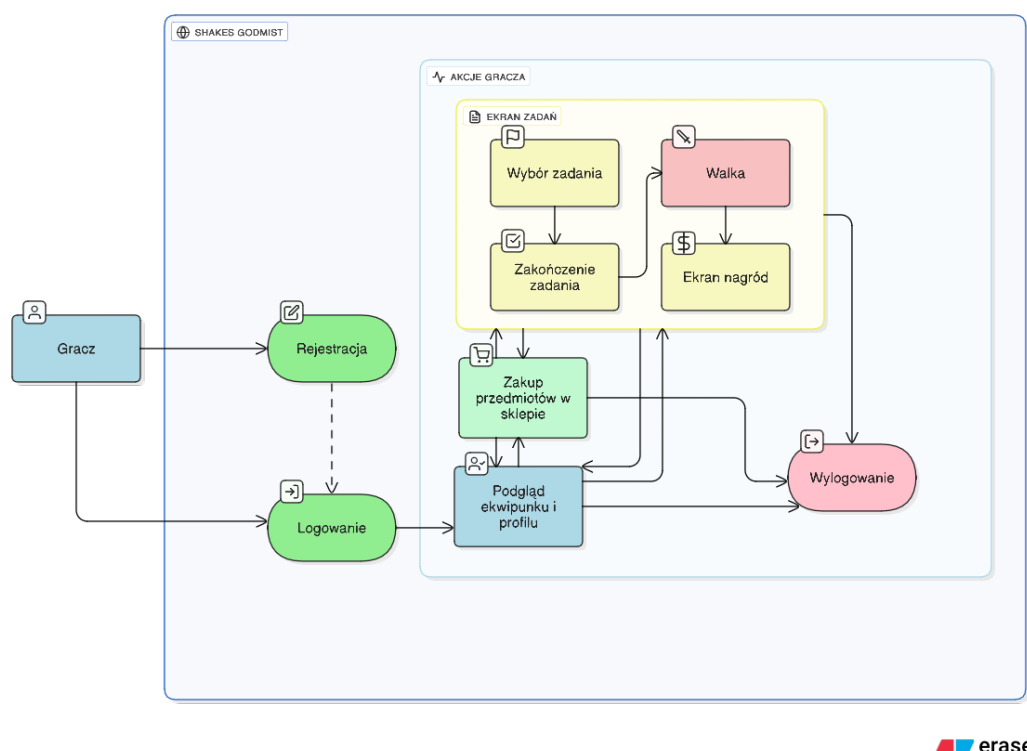 SHAKES GODMIST
AKCJE GRACZA
EKRAN ZADAŃ
Wybór zadania
Walka
Zakończenie
zadania
Ekran nagród
Gracz
Rejestracja
Zakup
przedmiotów w
sklepie
Podgląd
ekwipunku i
profilu
Wylogowanie
Logowanie
erase